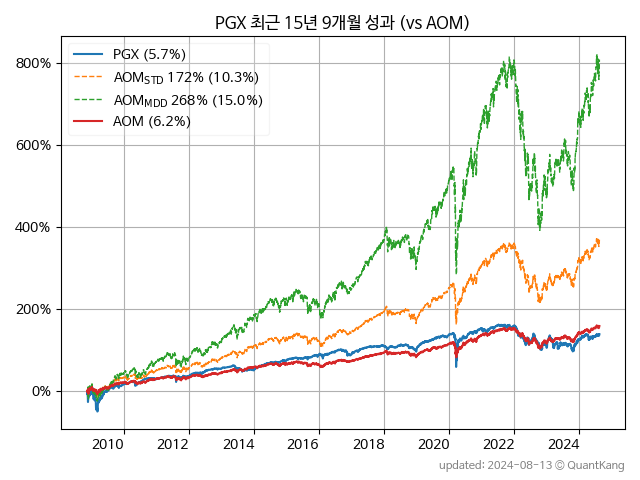 PGX 최근 15년 9개월 성과 (vs AOM)
PGX (5.7%)
AOMSTD 172% (10.3%)
AOMMDD 268% (15.0%)
AOM (6.2%)
800%
600%
400%
200%
0%
2010 2012 2014 2016 2018 2020 2022 2024
updated: 2024-08-13 © QuantKang